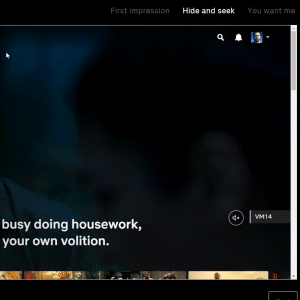 First impression Hide and seek You want me
busy doing housework,
VM14
your own volition.